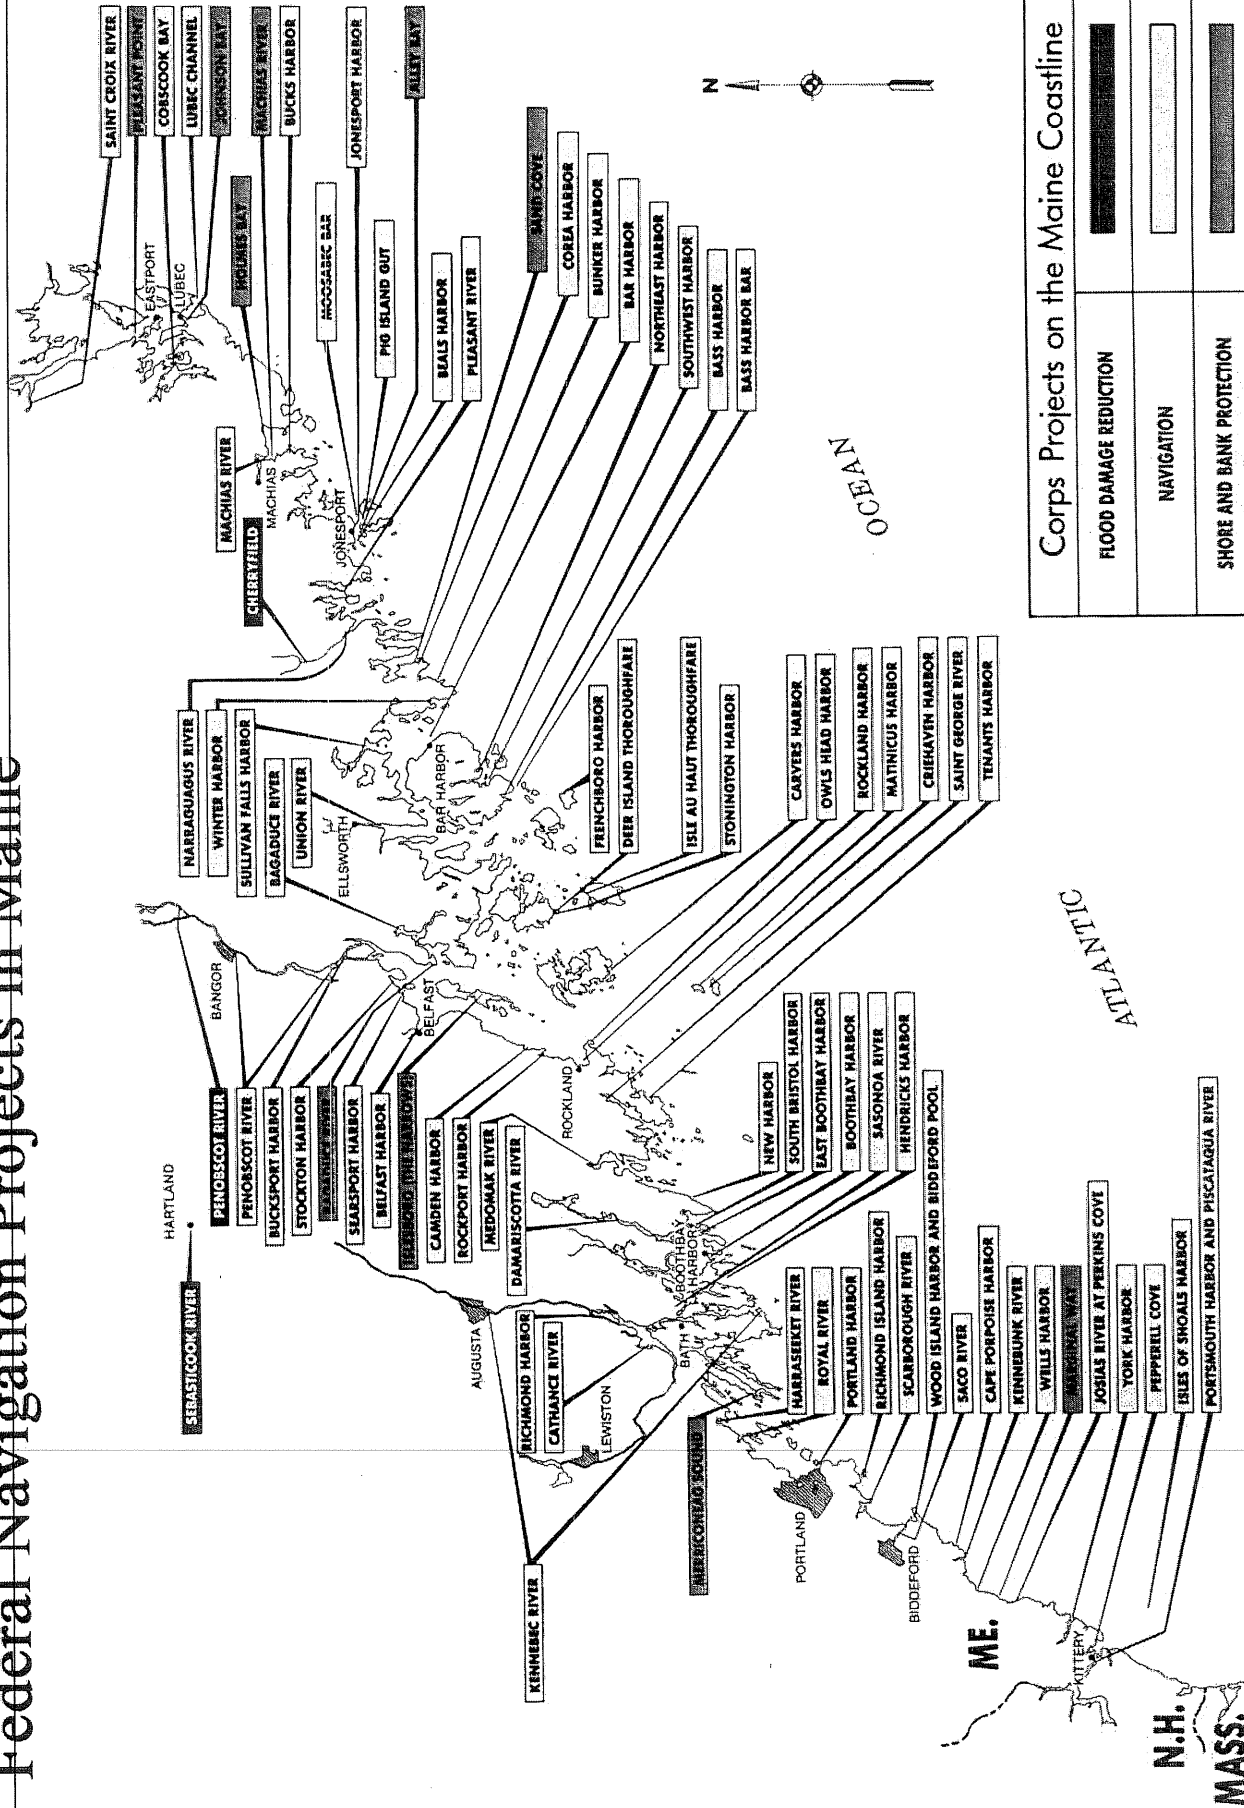 Federal Navigation Projects in Maine
SAINT CROIX RIVER
PLEASANT POINT
COBSCOOK BAY
LUBEC CHANNEL
JOHNSON BAY
MACHIAS RIVER
BUCKS HARBOR
HOLMES BAY
MOOSABEC BAR
JONESPORT HARBOR
PIG ISLAND GUT
ALLEY BAY
BEALS HARBOR
PLEASANT RIVER
SAND COVE
COREA HARBOR
BUNKER HARBOR
BAR HARBOR
NORTHEAST HARBOR
SOUTHWEST HARBOR
BASS HARBOR
BASS HARBOR BAR
EASTPORT
LUBEC
MACHIAS RIVER
MACHIAS
CHERRYFIELD
JONESPORT
NARRAGUAGUS RIVER
WINTER HARBOR
SULLIVAN FALLS HARBOR
BAGADUCE RIVER
UNION RIVER
ELLSWORTH
BAR HARBOR
FRENCHBORO HARBOR
DEER ISLAND THOROUGHFARE
ISLE AU HAUT THOROUGHFARE
STONINGTON HARBOR
CARVERS HARBOR
OWLS HEAD HARBOR
ROCKLAND HARBOR
MATINICUS HARBOR
CRIEHAVEN HARBOR
SAINT GEORGE RIVER
TENANTS HARBOR
BANGOR
BELFAST
HARTLAND
SEBASTICOOK RIVER
PENOBSCOT RIVER
PENOBSCOT RIVER
BUCKSPORT HARBOR
STOCKTON HARBOR
SEARSPORT HARBOR
BELFAST HARBOR
ISLESBORO (THE NARROWS)
CAMDEN HARBOR
ROCKPORT HARBOR
MEDOMAK RIVER
DAMARISCOTTA RIVER
ROCKLAND
NEW HARBOR
SOUTH BRISTOL HARBOR
EAST BOOTHBAY HARBOR
BOOTHBAY HARBOR
SASONOA RIVER
HENDRICKS HARBOR
AUGUSTA
RICHMOND HARBOR
CATHANCE RIVER
LEWISTON
BATH
BOOTHBAY
HARBOR
KENNEBEC RIVER
MERRICONEAG SOUND
HARRASEEKET RIVER
ROYAL RIVER
PORTLAND HARBOR
RICHMOND ISLAND HARBOR
SCARBOROUGH RIVER
WOOD ISLAND HARBOR AND BIDDEFORD POOL
SACO RIVER
CAPE PORPOISE HARBOR
KENNEBUNK RIVER
WELLS HARBOR
MARGINAL WAY
JOSIAS RIVER AT PERKINS COVE
YORK HARBOR
PEPPERELL COVE
ISLES OF SHOALS HARBOR
PORTSMOUTH HARBOR AND PISCATAQUA RIVER
PORTLAND
BIDDEFORD
KITTERY
ME.
N.H.
MASS.
ATLANTIC
OCEAN
N
Corps Projects on the Maine Coastline
FLOOD DAMAGE REDUCTION
NAVIGATION
SHORE AND BANK PROTECTION